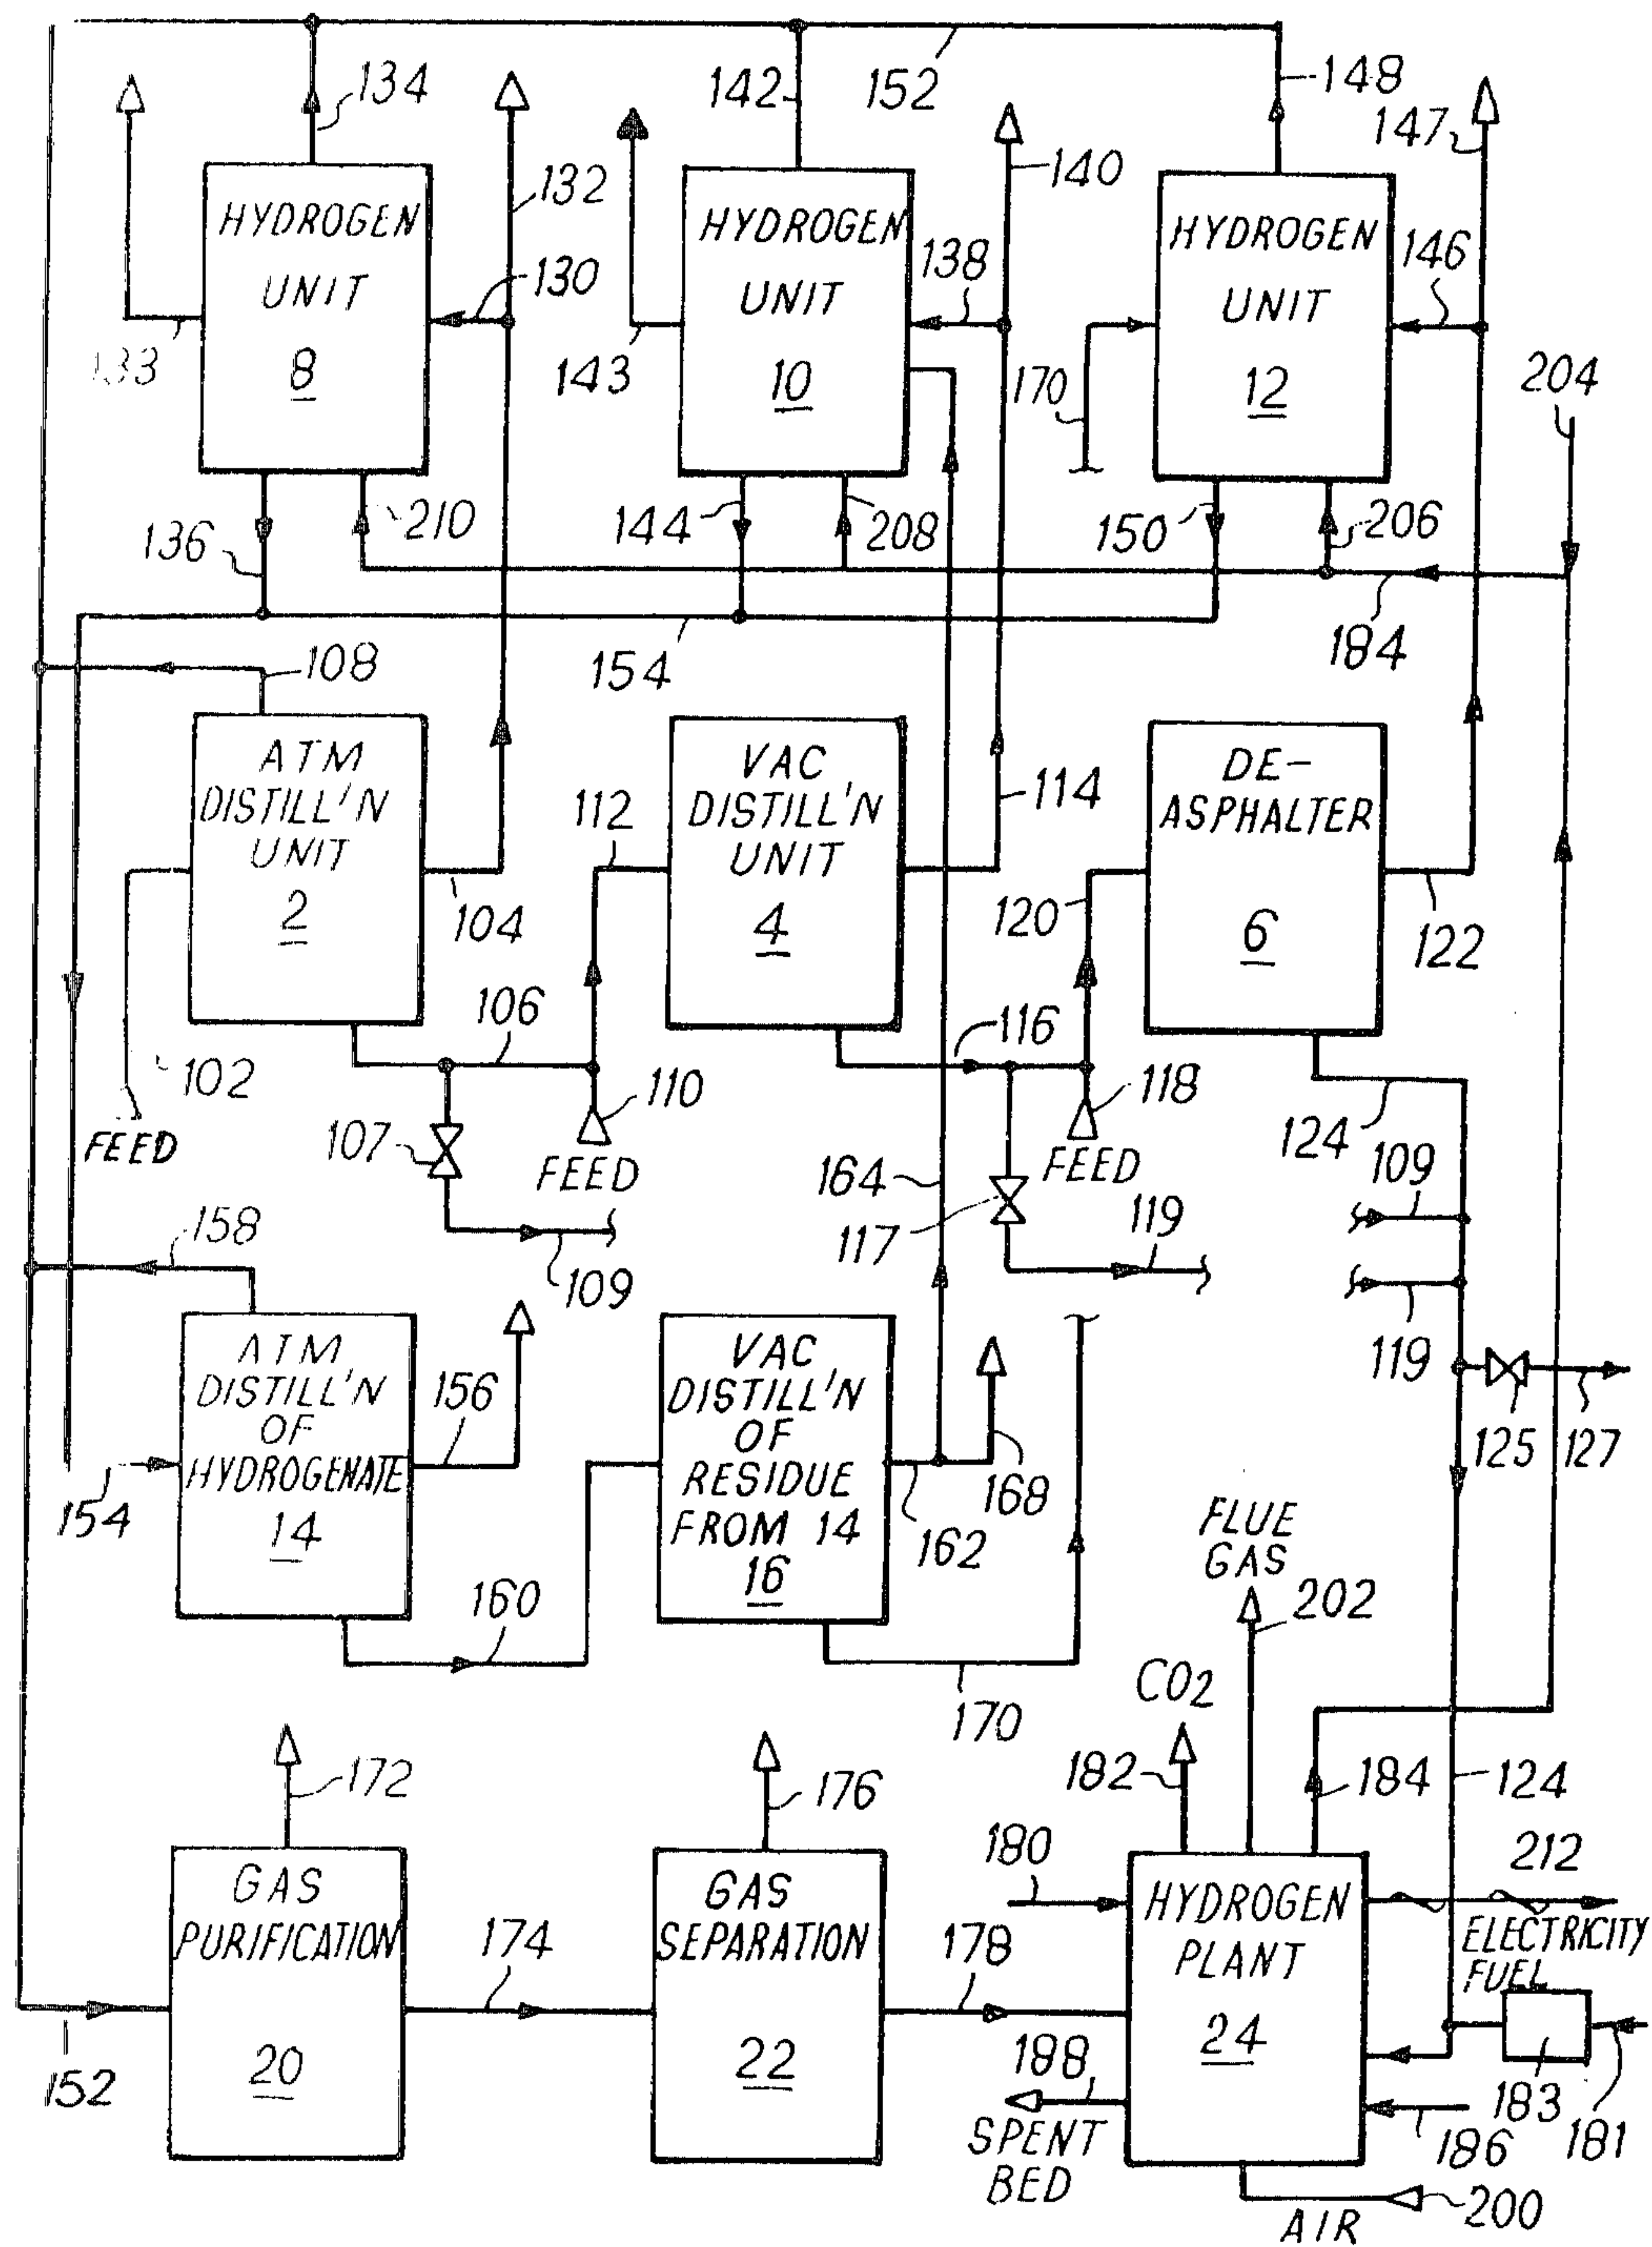 134
142
152
148
147
132
140
HYDROGEN
UNIT
8
130
HYDROGEN
UNIT
10
138
HYDROGEN
UNIT
12
146
133
143
170
204
136
210
144
208
150
206
184
108
154
ATM
DISTILL'N
UNIT
2
104
112
VAC
DISTILL'N
UNIT
4
114
DE-
ASPHALTER
6
120
122
102
FEED
106
107
110
FEED
109
116
118
FEED
117
119
164
124
109
119
125
127
158
ATM
DISTILL'N
OF
HYDROGENATE
14
154
156
160
VAC
DISTILL'N
OF
RESIDUE
FROM 14
16
162
168
170
FLUE
GAS
202
CO2
182
184
124
172
176
180
212
GAS
PURIFICATION
20
174
GAS
SEPARATION
22
178
HYDROGEN
PLANT
24
ELECTRICITY
FUEL
152
188
SPENT
BED
183
181
186
AIR
200